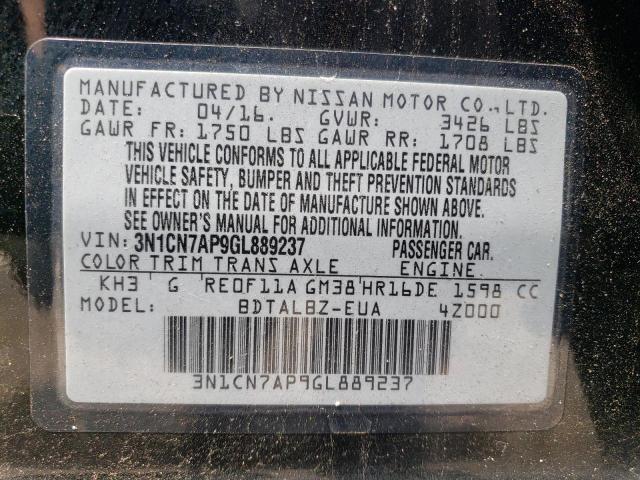 MANUFACTURED BY NISSAN MOTOR CO.,LTD.
DATE: 04/16. GVWR: 3426 LBS
GAWR FR: 1750 LBS GAWR RR: 1708 LBS
THIS VEHICLE CONFORMS TO ALL APPLICABLE FEDERAL MOTOR
VEHICLE SAFETY, BUMPER AND THEFT PREVENTION STANDARDS
IN EFFECT ON THE DATE OF MANUFACTURE SHOWN ABOVE.
SEE OWNER'S MANUAL FOR ADDITIONAL INFORMATION.
VIN: 3N1CN7AP9GL889237 PASSENGER CAR.
COLOR TRIM TRANS AXLE ENGINE
KH3 G RE0F11A GM38 HR16DE 1598 CC
MODEL: BDTALBZ-EUA 4Z000
3N1CN7AP9GL889237